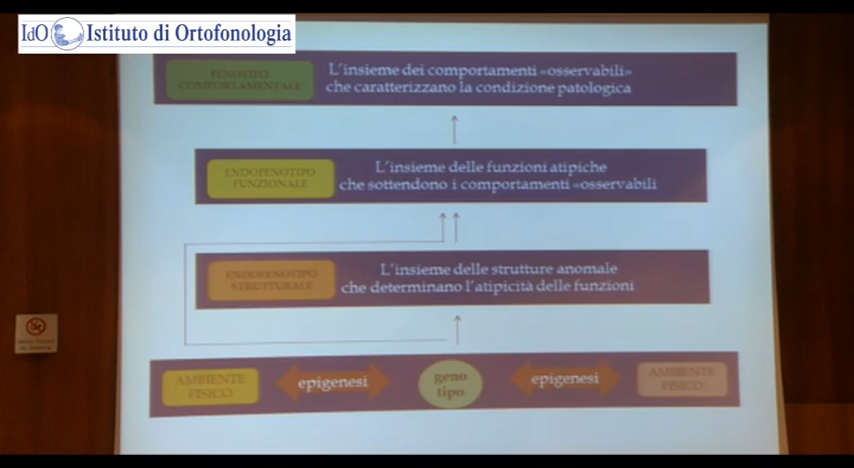 IdO Istituto di Ortofonologia
FENOTIPO
COMPORTAMENTALE
L'insieme dei comportamenti «osservabili»
che caratterizzano la condizione patologica
ENDOFENOTIPO
FUNZIONALE
L'insieme delle funzioni atipiche
che sottendono i comportamenti «osservabili
ENDOFENOTIPO
STRUTTURALE
L'insieme delle strutture anomale
che determinano l'atipicità delle funzioni
AMBIENTE
FISICO
epigenesi
geno
tipo
epigenesi
AMBIENTE
FISICO